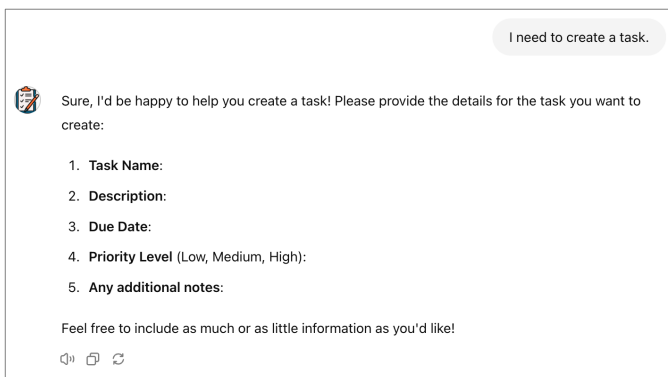 I need to create a task.
Sure, I'd be happy to help you create a task! Please provide the details for the task you want to
create:
1. Task Name:
2. Description:
3. Due Date:
4. Priority Level (Low, Medium, High):
5. Any additional notes:
Feel free to include as much or as little information as you'd like!